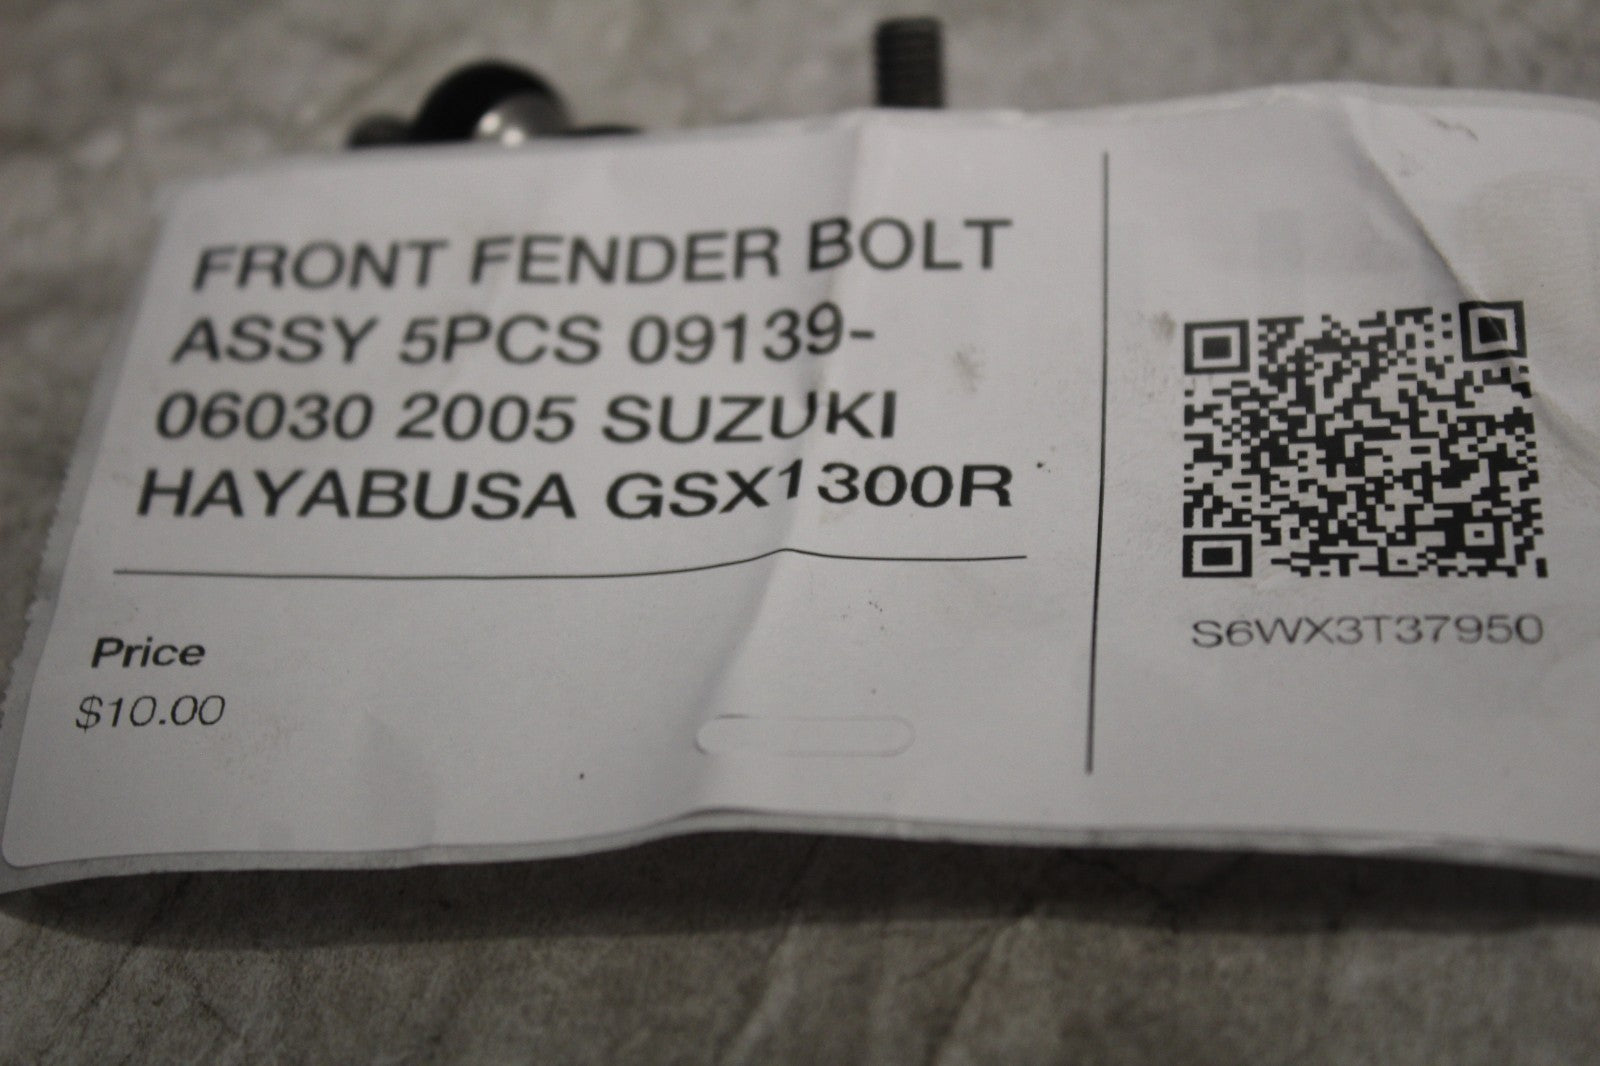 FRONT FENDER BOLT
ASSY 5PCS 09139-
06030 2005 SUZUKI
HAYABUSA GSX1300R
Price
$10.00
S6WX3T37950